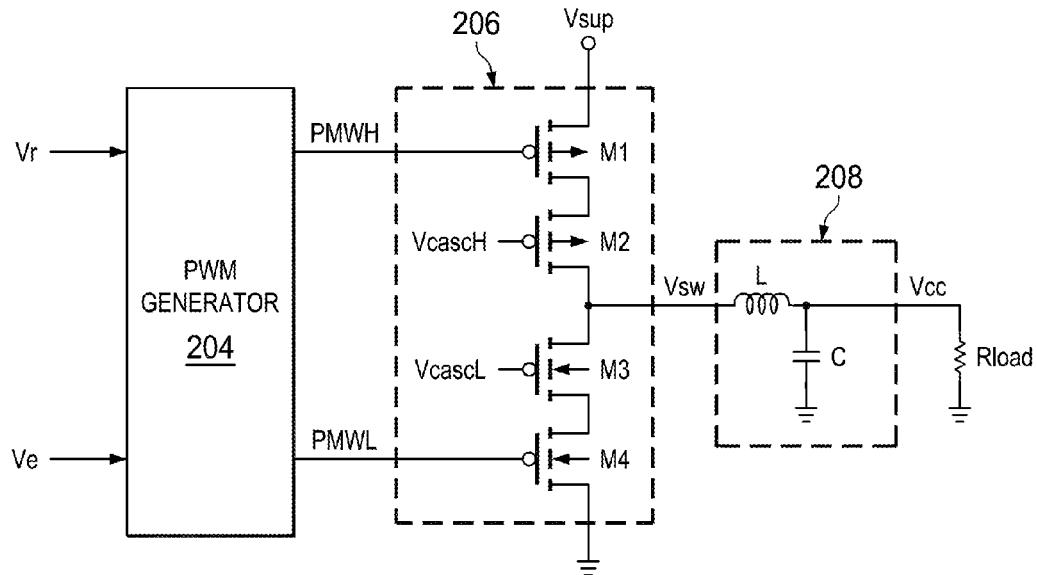 206
Vsup
Vr
PMWH
M1
208
VcascH
M2
PWM
GENERATOR
204
Vsw
L
Vcc
VcascL
M3
C
Rload
Ve
PMWL
M4